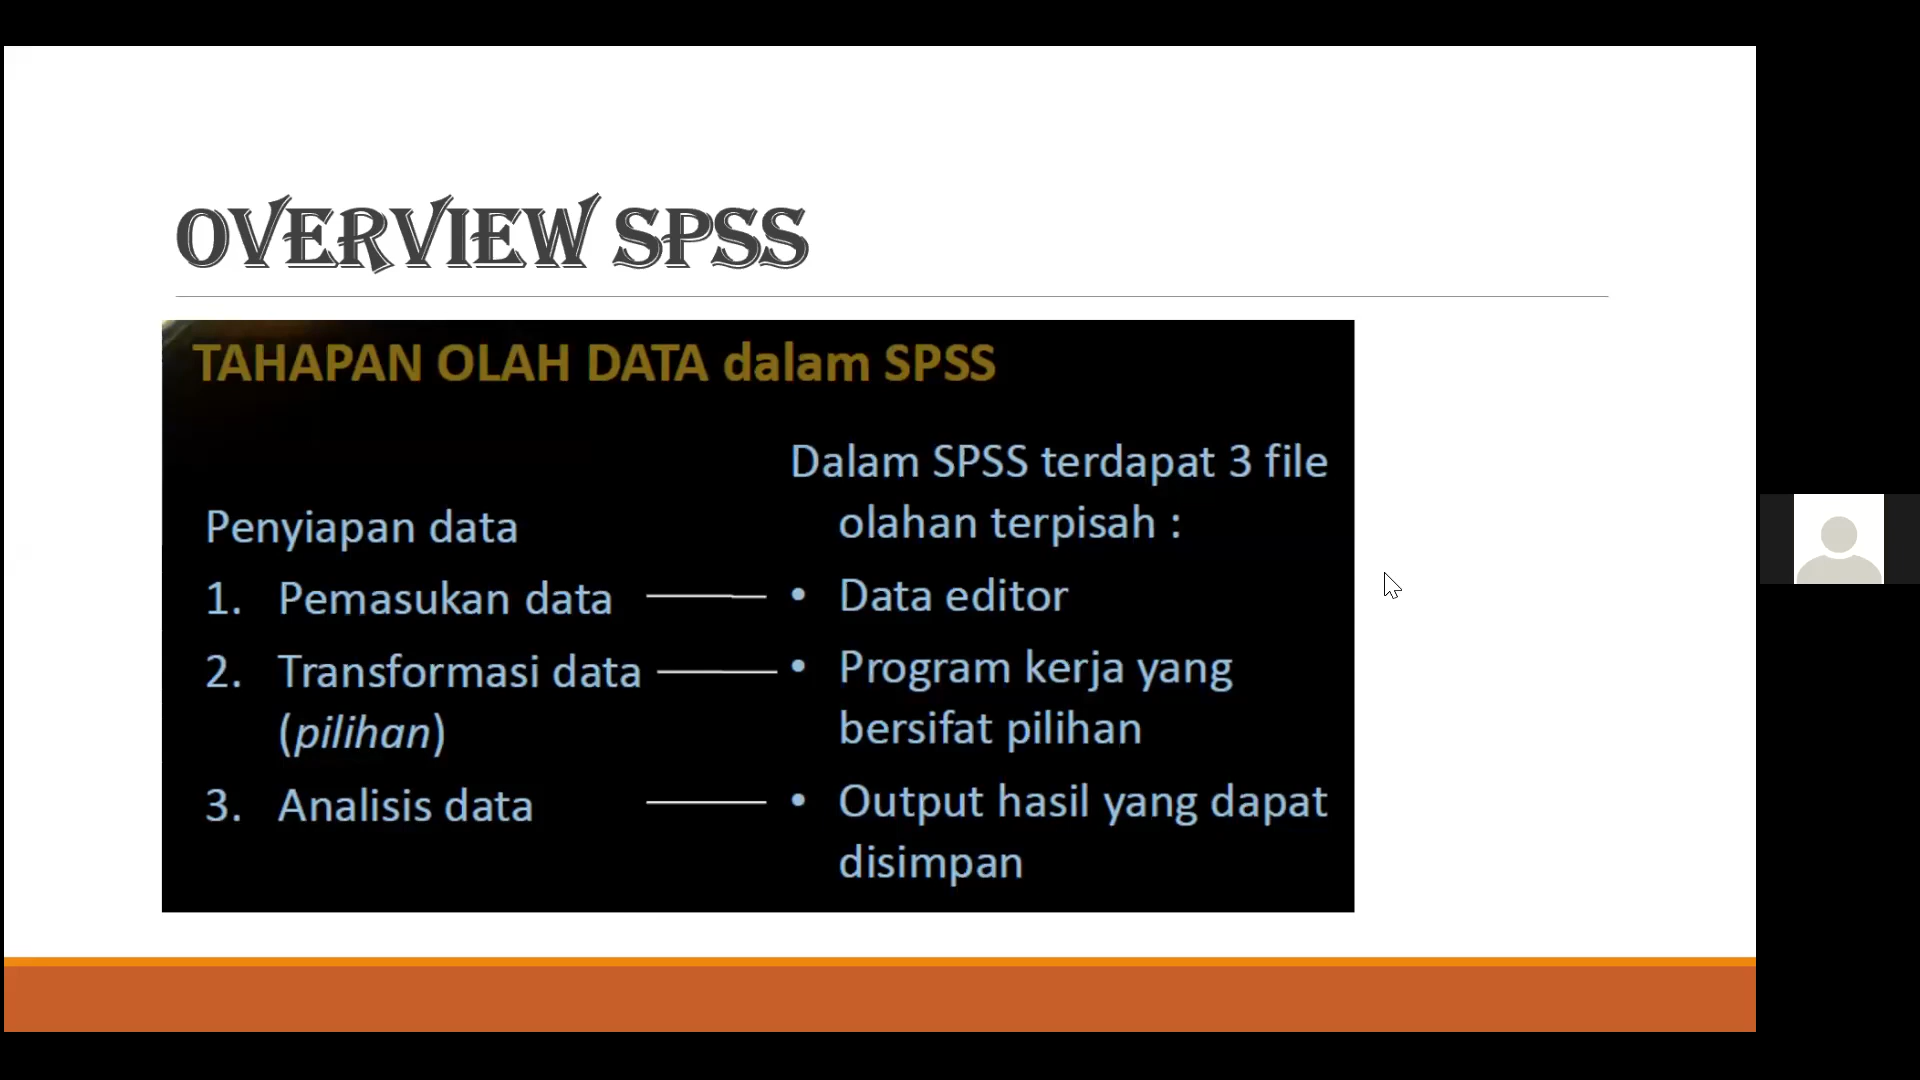 OVERVIEW SPSS
TAHAPAN OLAH DATA dalam SPSS
Penyiapan data
1. Pemasukan data
2. Transformasi data
(pilihan)
3. Analisis data
Dalam SPSS terdapat 3 file
olahan terpisah :
• Data editor
• Program kerja yang
bersifat pilihan
• Output hasil yang dapat
disimpan